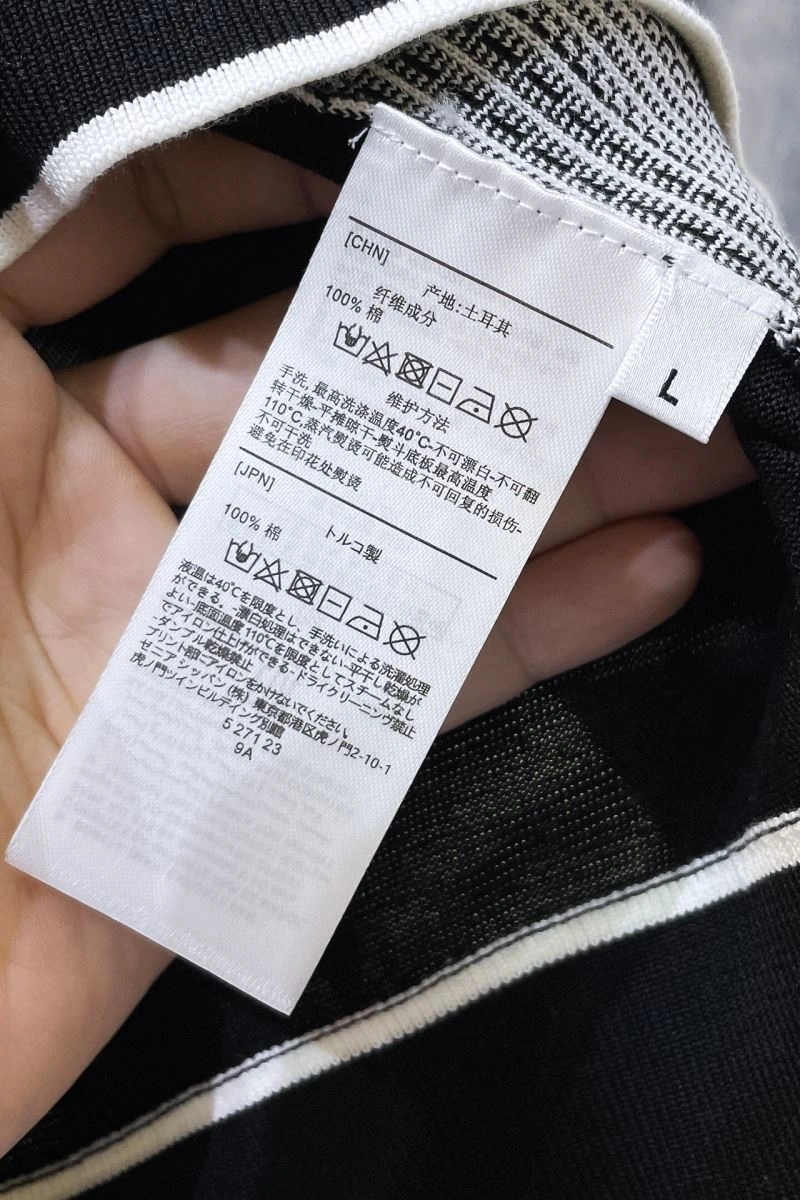 [CHN]
产地:土耳其
纤维成分
100% 棉
维护方法
手洗, 最高洗涤温度40°C-不可漂白-不可翻
转干燥-平摊晾干-熨斗底板最高温度
110°C,蒸汽熨烫可能造成不可回复的损伤-
不可干洗
避免在印花处熨烫
[JPN]
トルコ製
100% 棉
液温は40℃を限度とし、手洗いによる洗濯処理
ができる。-漂白処理はできない-平干し乾燥が
よい-底面温度110℃を限度としてスチームなし
でアイロン仕上げができる-ドライクリーニング禁止
-タンブル乾燥禁止
プリント部にアイロンをかけないでください。
ゼニア ジャパン (株) 東京都港区虎ノ門2-10-1
虎ノ門ツインビルディング別館
5 271 23
9A
L